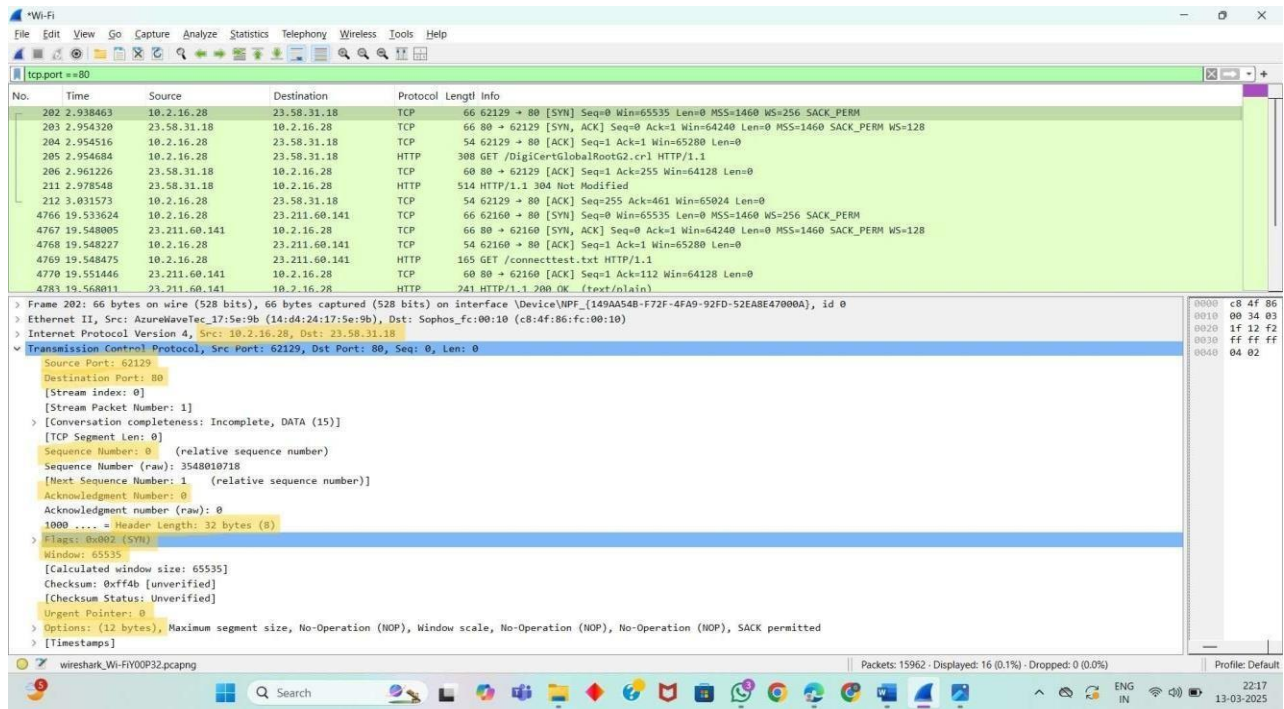 *Wi-Fi
File Edit View Go Capture Analyze Statistics Telephony Wireless Tools Help
tcp.port ==80
No. Time Source Destination Protocol Lengtl Info
202 2.938463 10.2.16.28 23.58.31.18 TCP 66 62129 → 80 [SYN] Seq=0 Win=65535 Len=0 MSS=1460 WS=256 SACK_PERM
203 2.954320 23.58.31.18 10.2.16.28 TCP 66 80 → 62129 [SYN, ACK] Seq=0 Ack=1 Win=64240 Len=0 MSS=1460 SACK_PERM WS=128
204 2.954516 10.2.16.28 23.58.31.18 TCP 54 62129 → 80 [ACK] Seq=1 Ack=1 Win=65280 Len=0
205 2.954684 10.2.16.28 23.58.31.18 HTTP 308 GET /DigiCertGlobalRootG2.crl HTTP/1.1
206 2.961226 23.58.31.18 10.2.16.28 TCP 60 80 → 62129 [ACK] Seq=1 Ack=255 Win=64128 Len=0
211 2.978548 23.58.31.18 10.2.16.28 HTTP 514 HTTP/1.1 304 Not Modified
212 3.031573 10.2.16.28 23.58.31.18 TCP 54 62129 → 80 [ACK] Seq=255 Ack=461 Win=65024 Len=0
4766 19.533624 10.2.16.28 23.211.60.141 TCP 66 62160 → 80 [SYN] Seq=0 Win=65535 Len=0 MSS=1460 WS=256 SACK_PERM
4767 19.548005 23.211.60.141 10.2.16.28 TCP 66 80 → 62160 [SYN, ACK] Seq=0 Ack=1 Win=64240 Len=0 MSS=1460 SACK_PERM WS=128
4768 19.548227 10.2.16.28 23.211.60.141 TCP 54 62160 → 80 [ACK] Seq=1 Ack=1 Win=65280 Len=0
4769 19.548475 10.2.16.28 23.211.60.141 HTTP 165 GET /connecttest.txt HTTP/1.1
4770 19.551446 23.211.60.141 10.2.16.28 TCP 60 80 → 62160 [ACK] Seq=1 Ack=112 Win=64128 Len=0
4783 19.568011 23.211.60.141 10.2.16.28 HTTP 241 HTTP/1.1 200 OK (text/plain)
Frame 202: 66 bytes on wire (528 bits), 66 bytes captured (528 bits) on interface \Device\NPF_{149AA54B-F72F-4FA9-92FD-52EA8E47000A}, id 0
Ethernet II, Src: AzureWaveTec_17:5e:9b (14:d4:24:17:5e:9b), Dst: Sophos_fc:00:10 (c8:4f:86:fc:00:10)
Internet Protocol Version 4, Src: 10.2.16.28, Dst: 23.58.31.18
Transmission Control Protocol, Src Port: 62129, Dst Port: 80, Seq: 0, Len: 0
Source Port: 62129
Destination Port: 80
[Stream index: 0]
[Stream Packet Number: 1]
[Conversation completeness: Incomplete, DATA (15)]
[TCP Segment Len: 0]
Sequence Number: 0 (relative sequence number)
Sequence Number (raw): 3548010718
[Next Sequence Number: 1 (relative sequence number)]
Acknowledgment Number: 0
Acknowledgment number (raw): 0
1000 .... = Header Length: 32 bytes (8)
Flags: 0x002 (SYN)
Window: 65535
[Calculated window size: 65535]
Checksum: 0xff4b [unverified]
[Checksum Status: Unverified]
Urgent Pointer: 0
Options: (12 bytes), Maximum segment size, No-Operation (NOP), Window scale, No-Operation (NOP), No-Operation (NOP), SACK permitted
[Timestamps]
0000 c8 4f 86
0010 00 34 03
0020 1f 12 f2
0030 ff ff ff
0040 04 02
wireshark_Wi-FiY00P32.pcapng Packets: 15962 · Displayed: 16 (0.1%) · Dropped: 0 (0.0%) Profile: Default
5 Search 3 ENG IN 22:17 13-03-2025